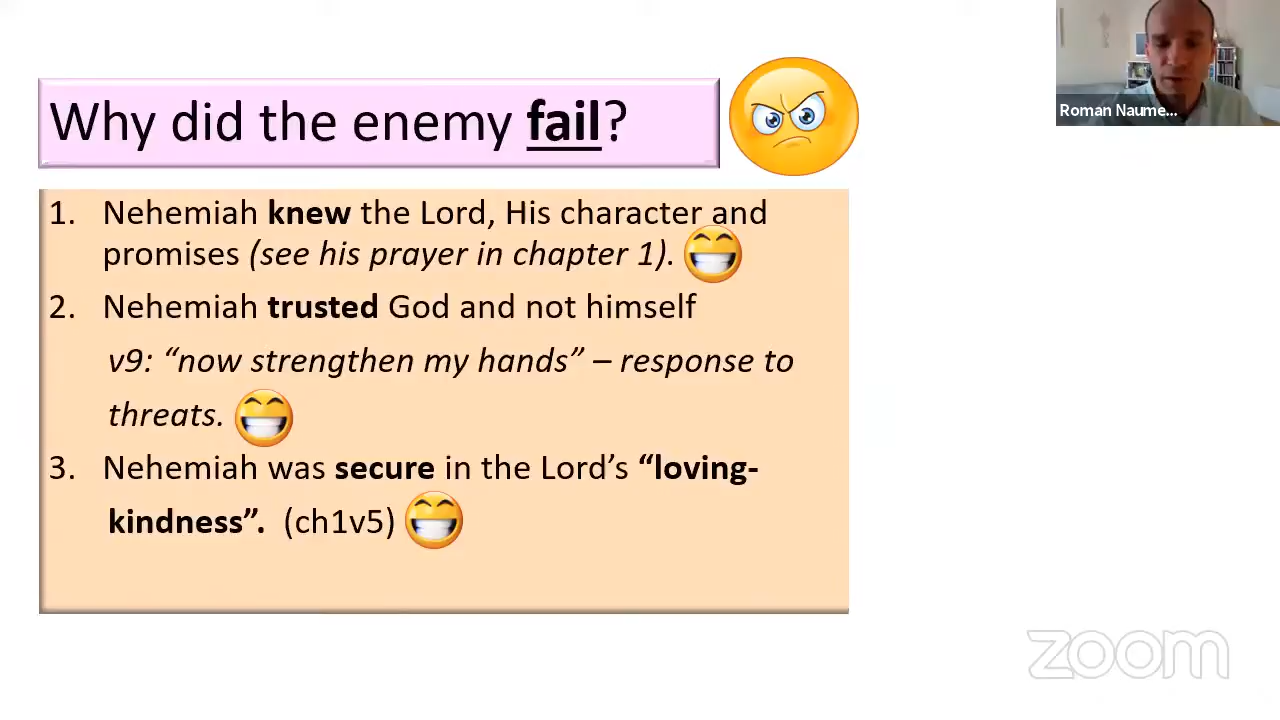 Why did the enemy fail?
Roman Naume...
1. Nehemiah knew the Lord, His character and
promises (see his prayer in chapter 1).
2. Nehemiah trusted God and not himself
v9: “now strengthen my hands” – response to
threats.
3. Nehemiah was secure in the Lord’s “loving-
kindness”. (ch1v5)
zoom